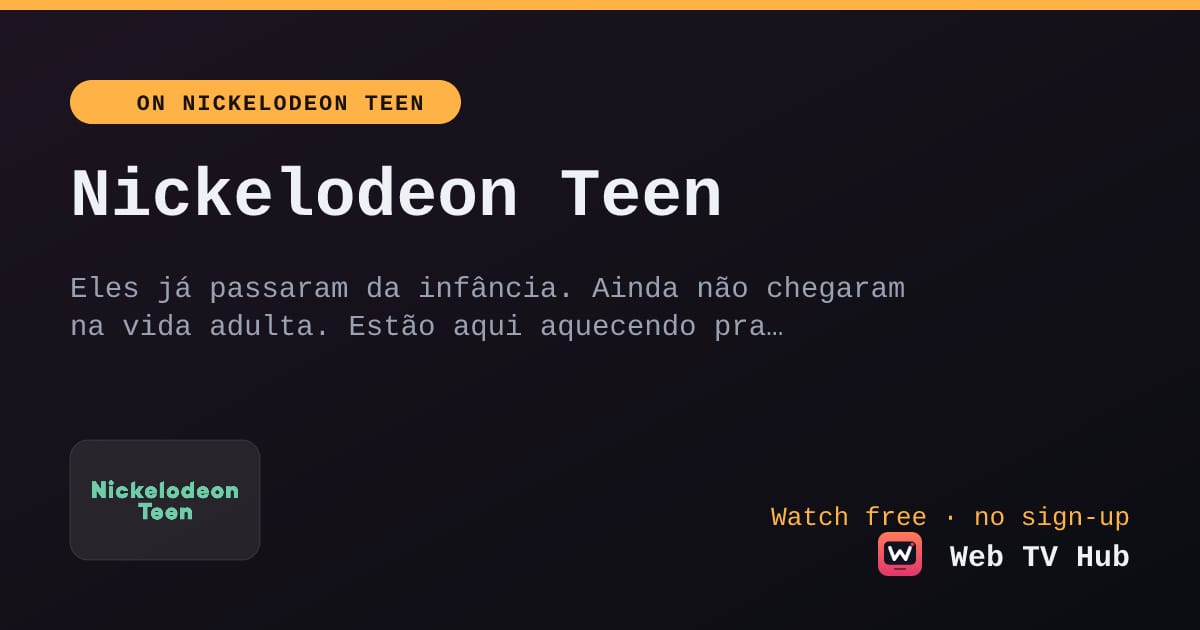 ON NICKELODEON TEEN
Nickelodeon Teen
Eles já passaram da infância. Ainda não chegaram
na vida adulta. Estão aqui aquecendo pra…
Nickelodeon
Teen
Watch free · no sign-up
W
Web TV Hub